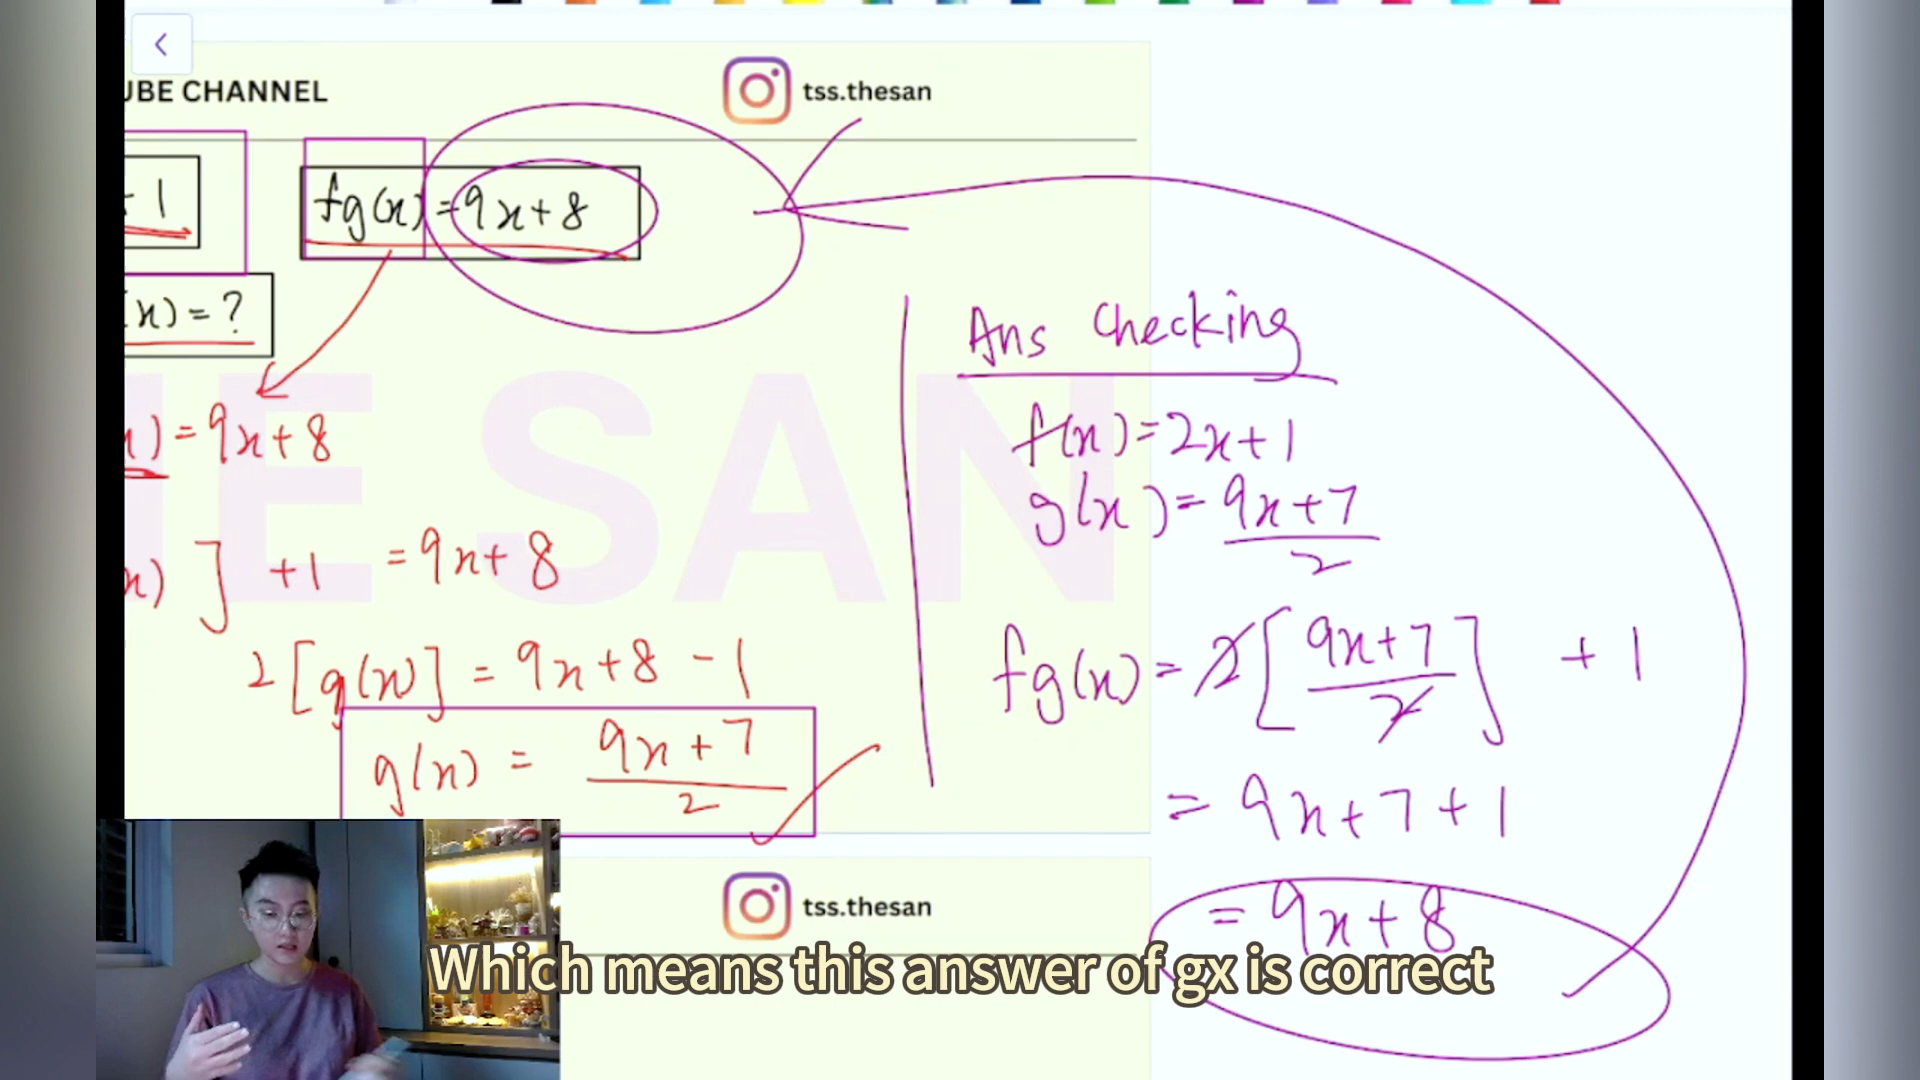 UBE CHANNEL
tss.thesan
+ 1
fg(x) = 9x+8
(x) = ?
x) = 9x+8
x) ] +1 = 9x+8
2[g(x)] = 9x+8 - 1
g(x) = 9x+7
2
THE SAN
Ans Checking
f(x) = 2x+1
g(x) = 9x+7
2
fg(x) = 2[9x+7] + 1
2
= 9x+7+1
= 9x+8
tss.thesan
Which means this answer of gx is correct